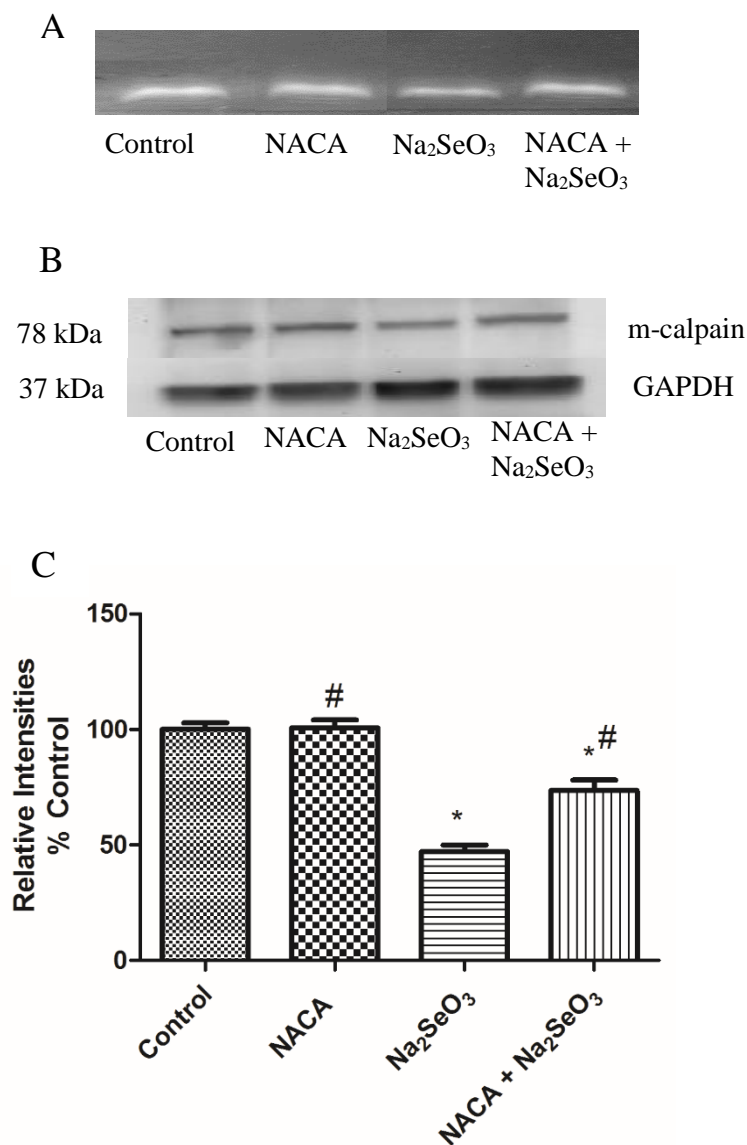 A
Control NACA Na₂SeO₃ NACA +
Na₂SeO₃
B
78 kDa m-calpain
37 kDa GAPDH
Control NACA Na₂SeO₃ NACA +
Na₂SeO₃
C
Relative Intensities
% Control
150
100
50
0
#
*
*#
Control
NACA
Na₂SeO₃
NACA + Na₂SeO₃